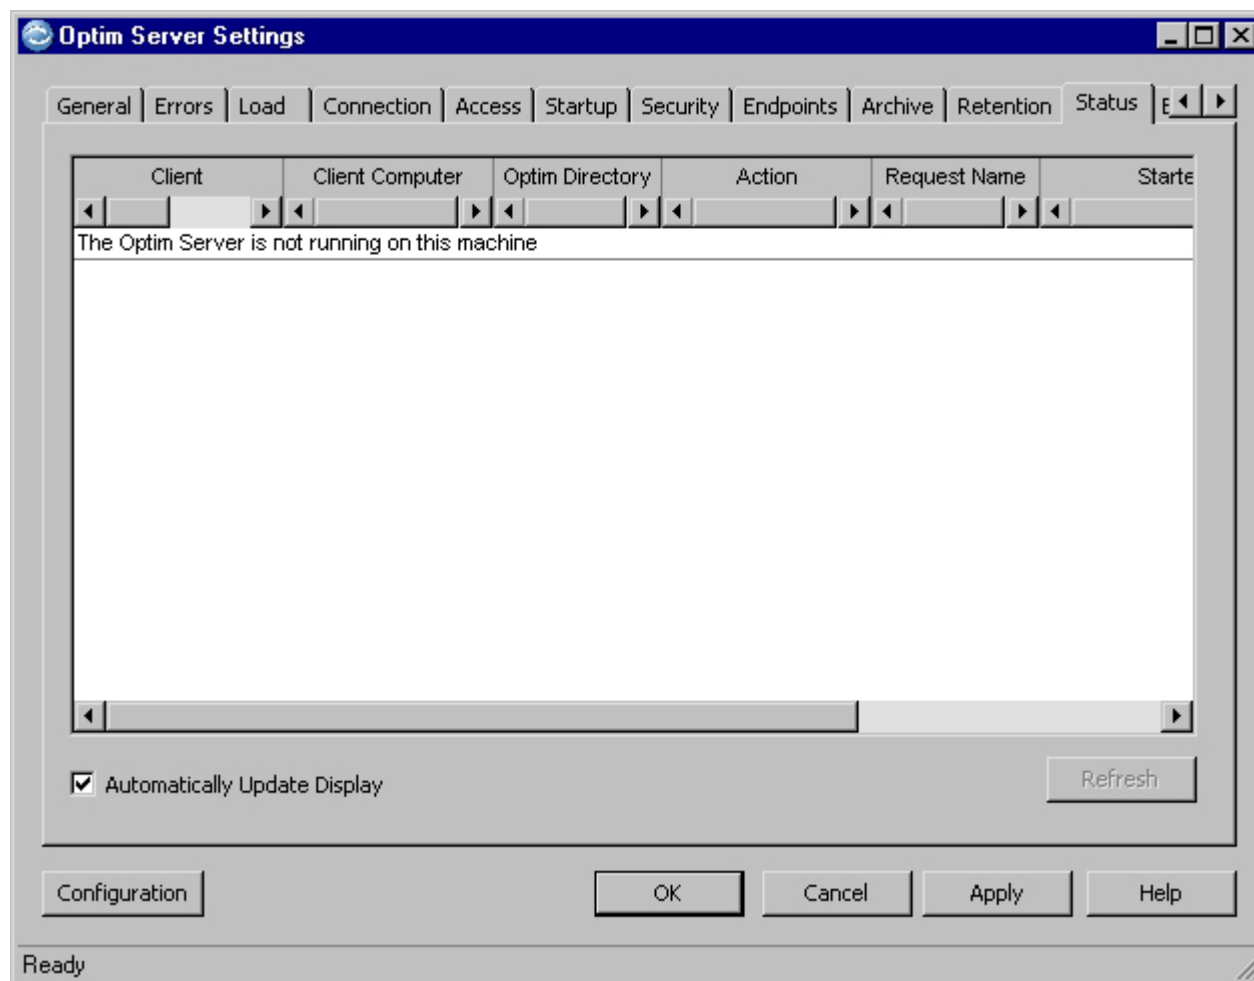 Optim Server Settings
General Errors Load Connection Access Startup Security Endpoints Archive Retention Status
Client Client Computer Optim Directory Action Request Name Starte
The Optim Server is not running on this machine
Automatically Update Display Refresh
Configuration OK Cancel Apply Help
Ready